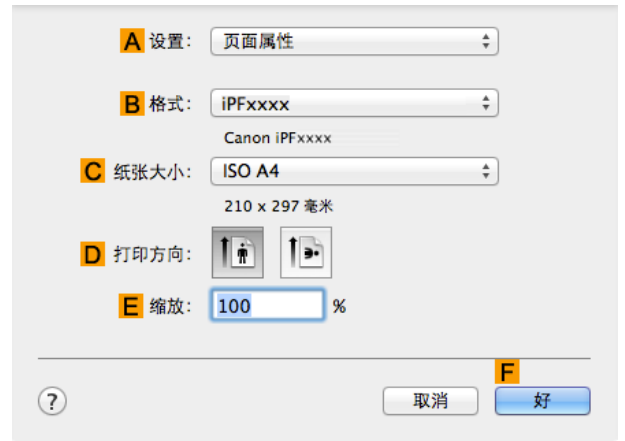 A 设置: 页面属性
B 格式: iPFxxxx
Canon iPFxxxx
C 纸张大小: ISO A4
210 x 297 毫米
D 打印方向:
E 缩放: 100 %
F
? 取消 好